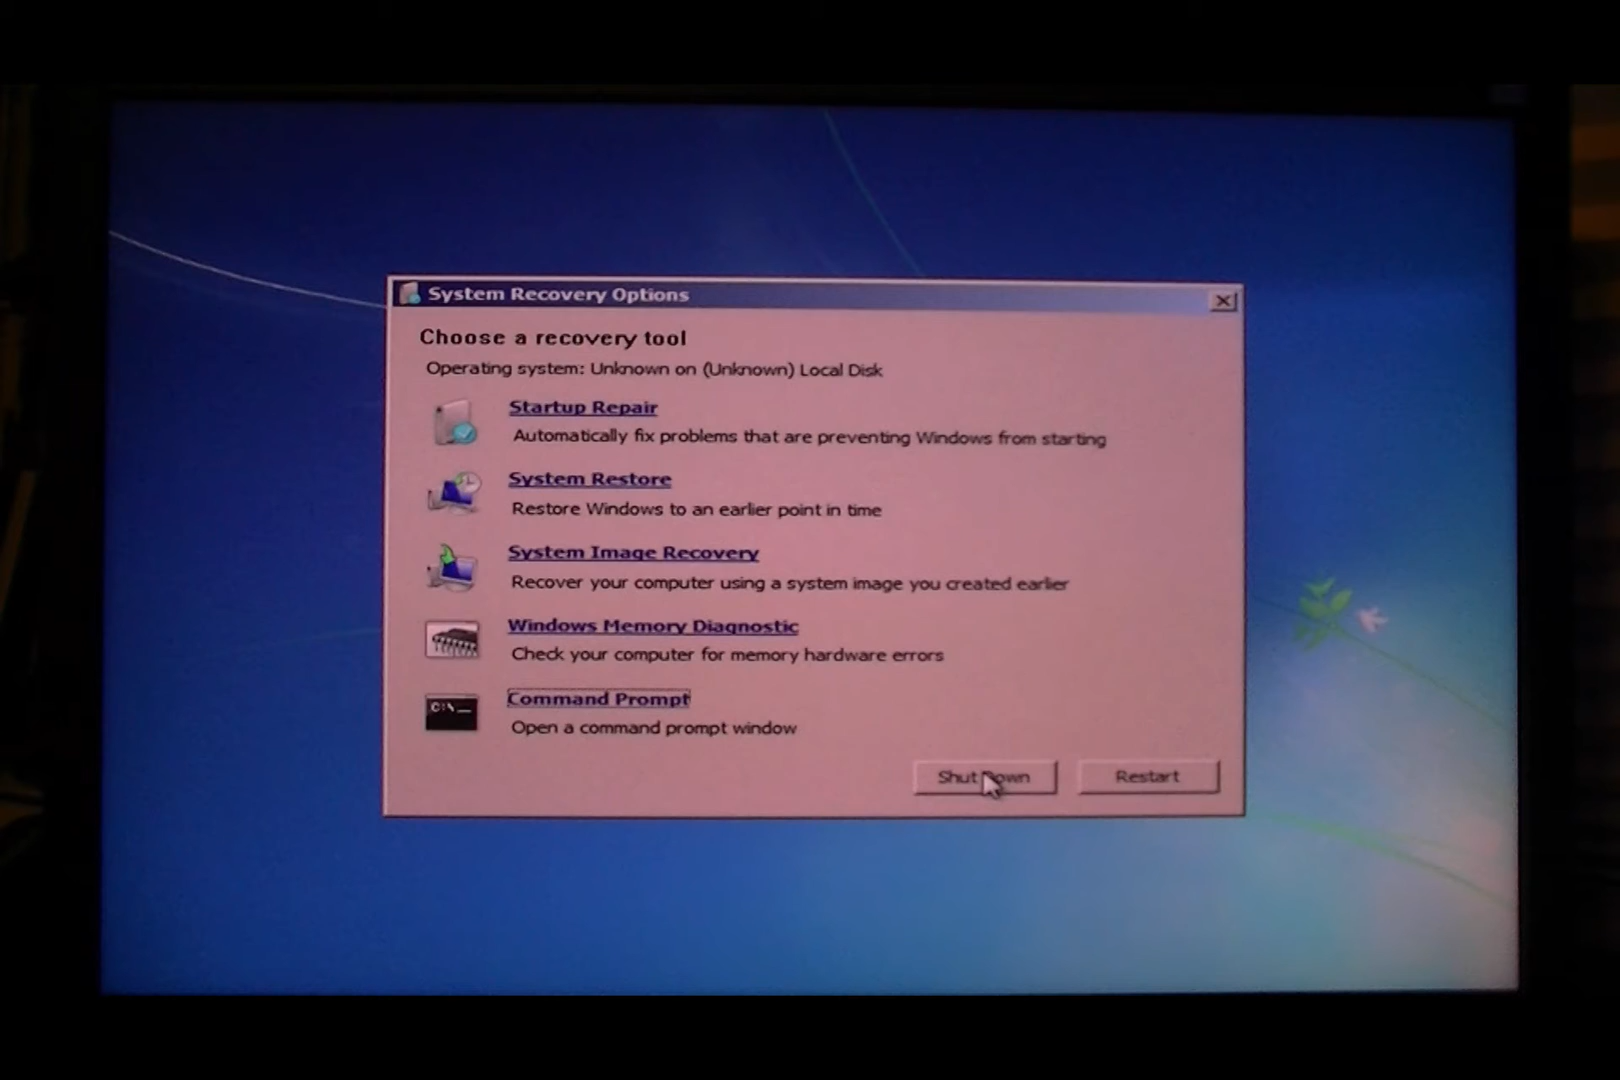 System Recovery Options
Choose a recovery tool
Operating system: Unknown on (Unknown) Local Disk
Startup Repair
Automatically fix problems that are preventing Windows from starting
System Restore
Restore Windows to an earlier point in time
System Image Recovery
Recover your computer using a system image you created earlier
Windows Memory Diagnostic
Check your computer for memory hardware errors
Command Prompt
C:\_
Open a command prompt window
Shut Down
Restart